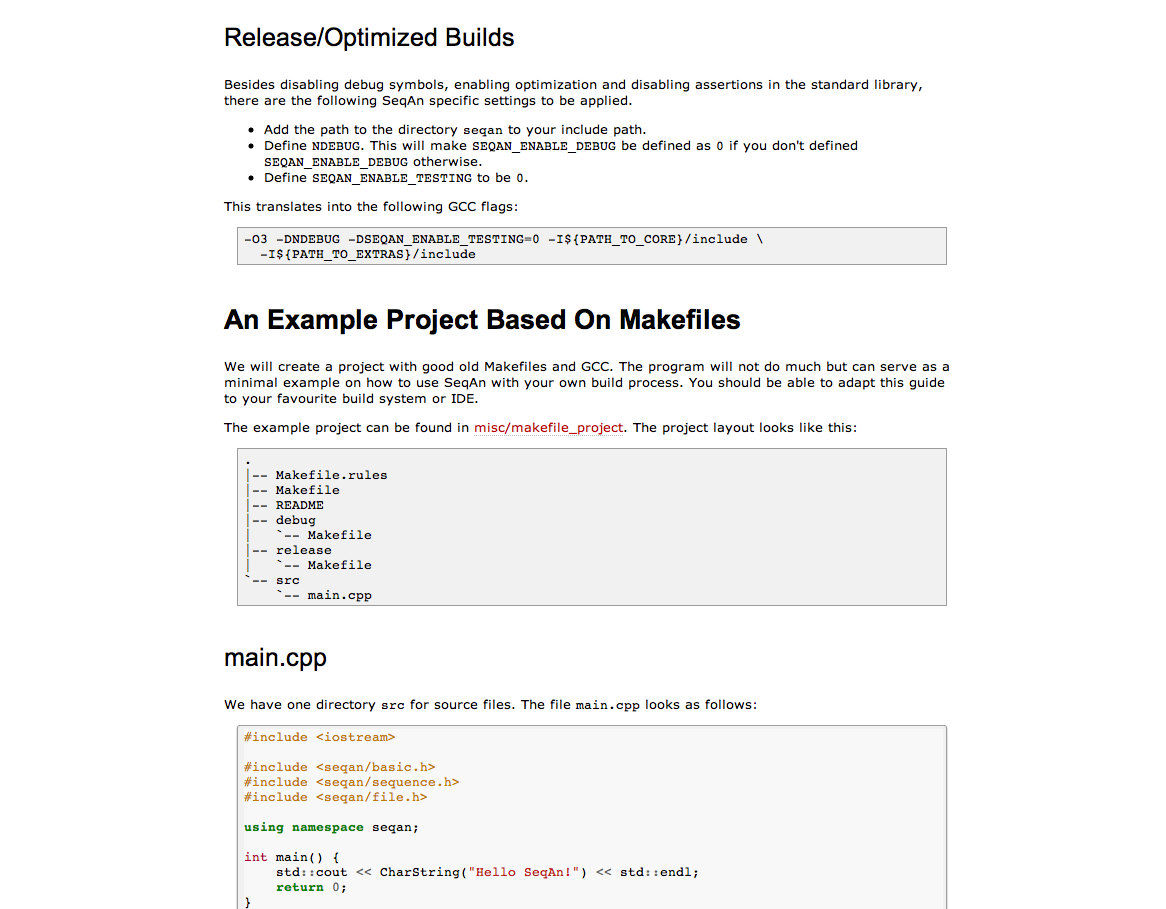 Release/Optimized Builds
Besides disabling debug symbols, enabling optimization and disabling assertions in the standard library,
there are the following SeqAn specific settings to be applied.
• Add the path to the directory seqan to your include path.
• Define NDEBUG. This will make SEQAN_ENABLE_DEBUG be defined as 0 if you don't defined
SEQAN_ENABLE_DEBUG otherwise.
• Define SEQAN_ENABLE_TESTING to be 0.
This translates into the following GCC flags:
-O3 -DNDEBUG -DSEQAN_ENABLE_TESTING=0 -I${PATH_TO_CORE}/include \
  -I${PATH_TO_EXTRAS}/include
An Example Project Based On Makefiles
We will create a project with good old Makefiles and GCC. The program will not do much but can serve as a
minimal example on how to use SeqAn with your own build process. You should be able to adapt this guide
to your favourite build system or IDE.
The example project can be found in misc/makefile_project. The project layout looks like this:
.
|-- Makefile.rules
|-- Makefile
|-- README
|-- debug
|   `-- Makefile
|-- release
|   `-- Makefile
`-- src
    `-- main.cpp
main.cpp
We have one directory src for source files. The file main.cpp looks as follows:
#include <iostream>
#include <seqan/basic.h>
#include <seqan/sequence.h>
#include <seqan/file.h>
using namespace seqan;
int main() {
    std::cout << CharString("Hello SeqAn!") << std::endl;
    return 0;
}